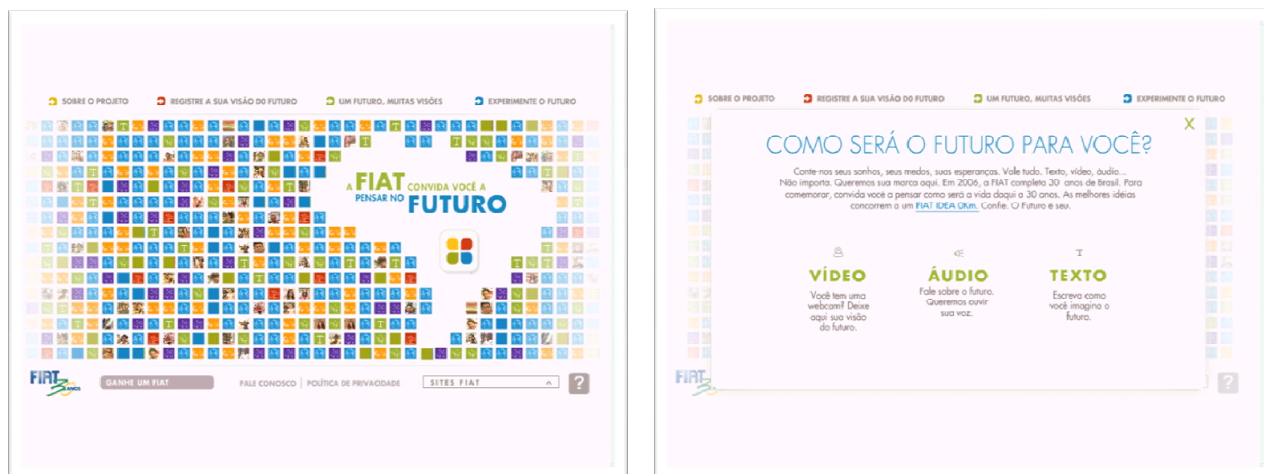 SOBRE O PROJETO
REGISTRE A SUA VISÃO DO FUTURO
UM FUTURO, MUITAS VISÕES
EXPERIMENTE O FUTURO
A FIAT CONVIDA VOCÊ A
PENSAR NO FUTURO
FIAT
30 ANOS
GANHE UM FIAT
FALE CONOSCO | POLÍTICA DE PRIVACIDADE
SITES FIAT
?
SOBRE O PROJETO
REGISTRE A SUA VISÃO DO FUTURO
UM FUTURO, MUITAS VISÕES
EXPERIMENTE O FUTURO
X
COMO SERÁ O FUTURO PARA VOCÊ?
Conte-nos seus sonhos, seus medos, suas esperanças. Vale tudo. Texto, vídeo, áudio...
Não importa. Queremos sua marca aqui. Em 2006, a FIAT completa 30 anos de Brasil. Para
comemorar, convida você a pensar como será a vida daqui a 30 anos. As melhores idéias
concorrem a um FIAT IDEA 0Km. Confie. O Futuro é seu.
T
VÍDEO
Você tem uma
webcam? Deixe
aqui sua visão
do futuro.
ÁUDIO
Fale sobre o futuro.
Queremos ouvir
sua voz.
TEXTO
Escreva como
você imagina o
futuro.
FIAT
?